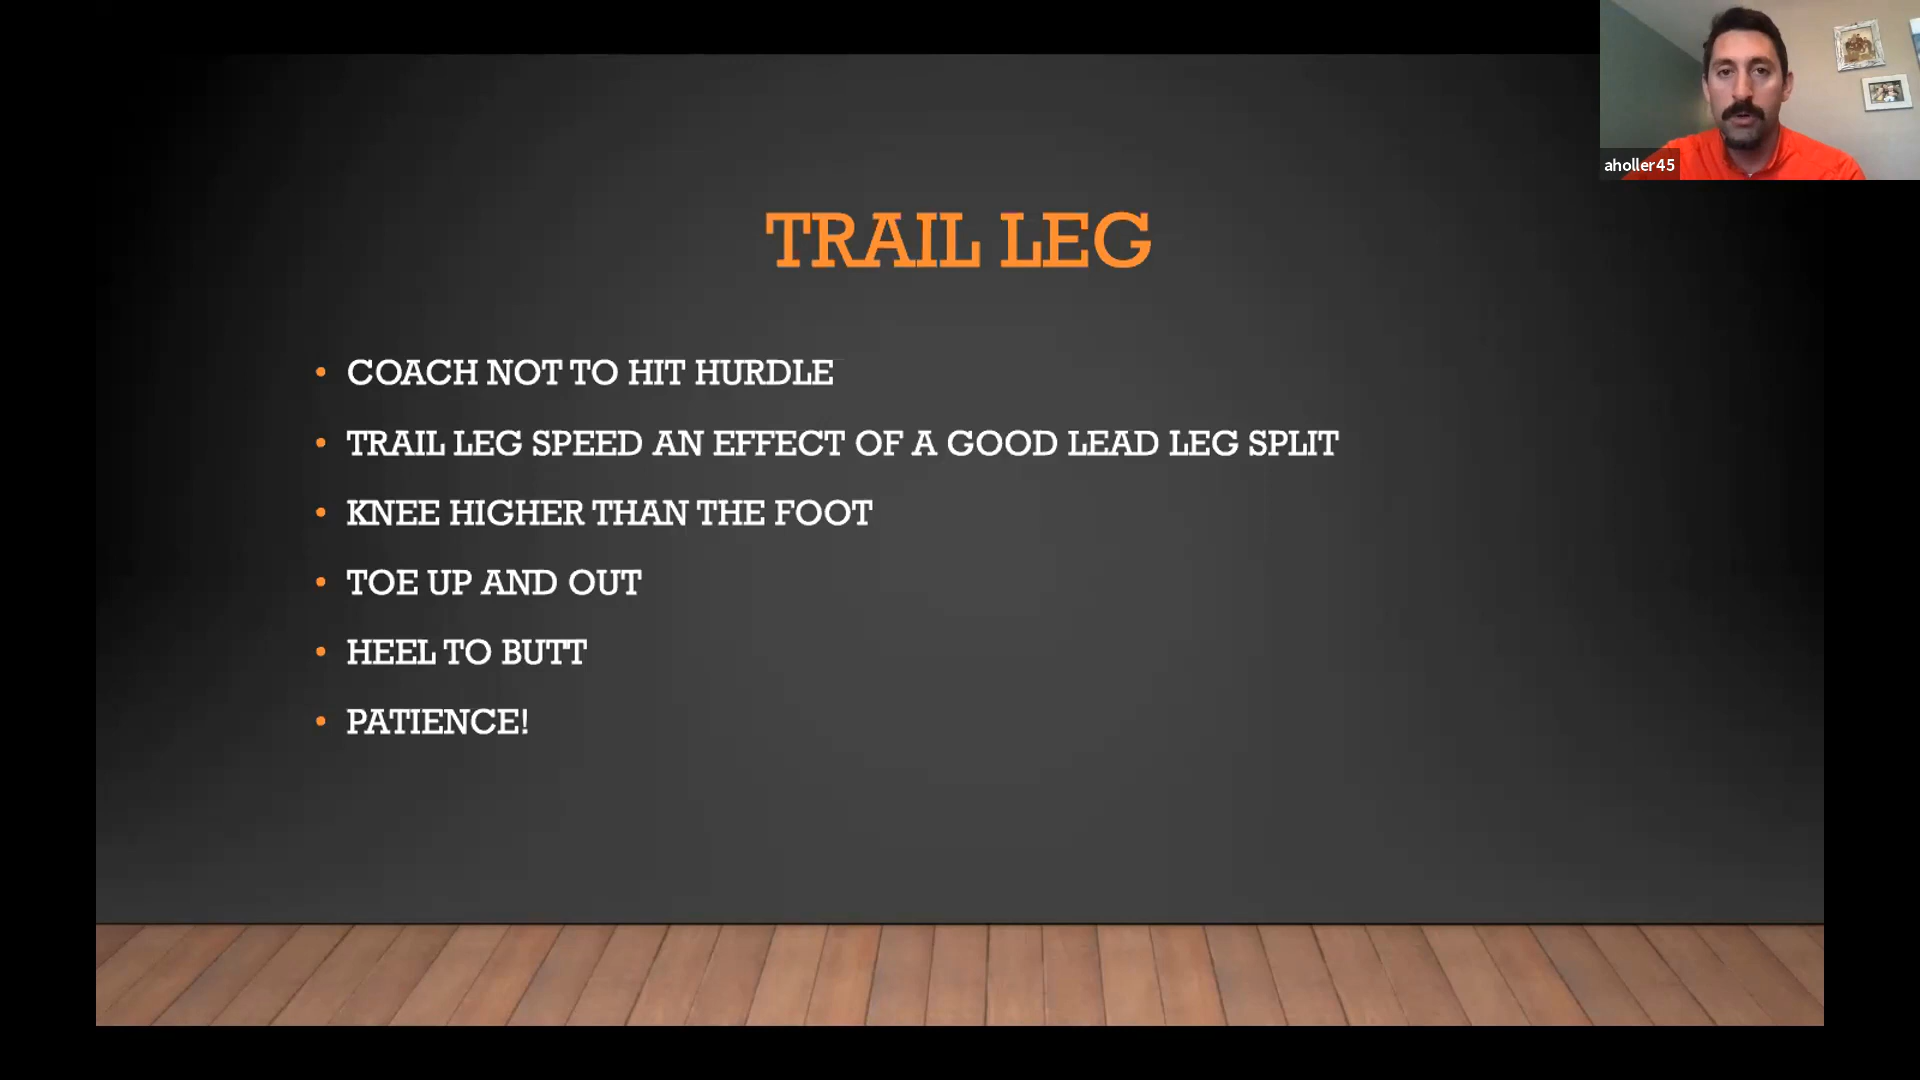 aholler45
TRAIL LEG
• COACH NOT TO HIT HURDLE
• TRAIL LEG SPEED AN EFFECT OF A GOOD LEAD LEG SPLIT
• KNEE HIGHER THAN THE FOOT
• TOE UP AND OUT
• HEEL TO BUTT
• PATIENCE!